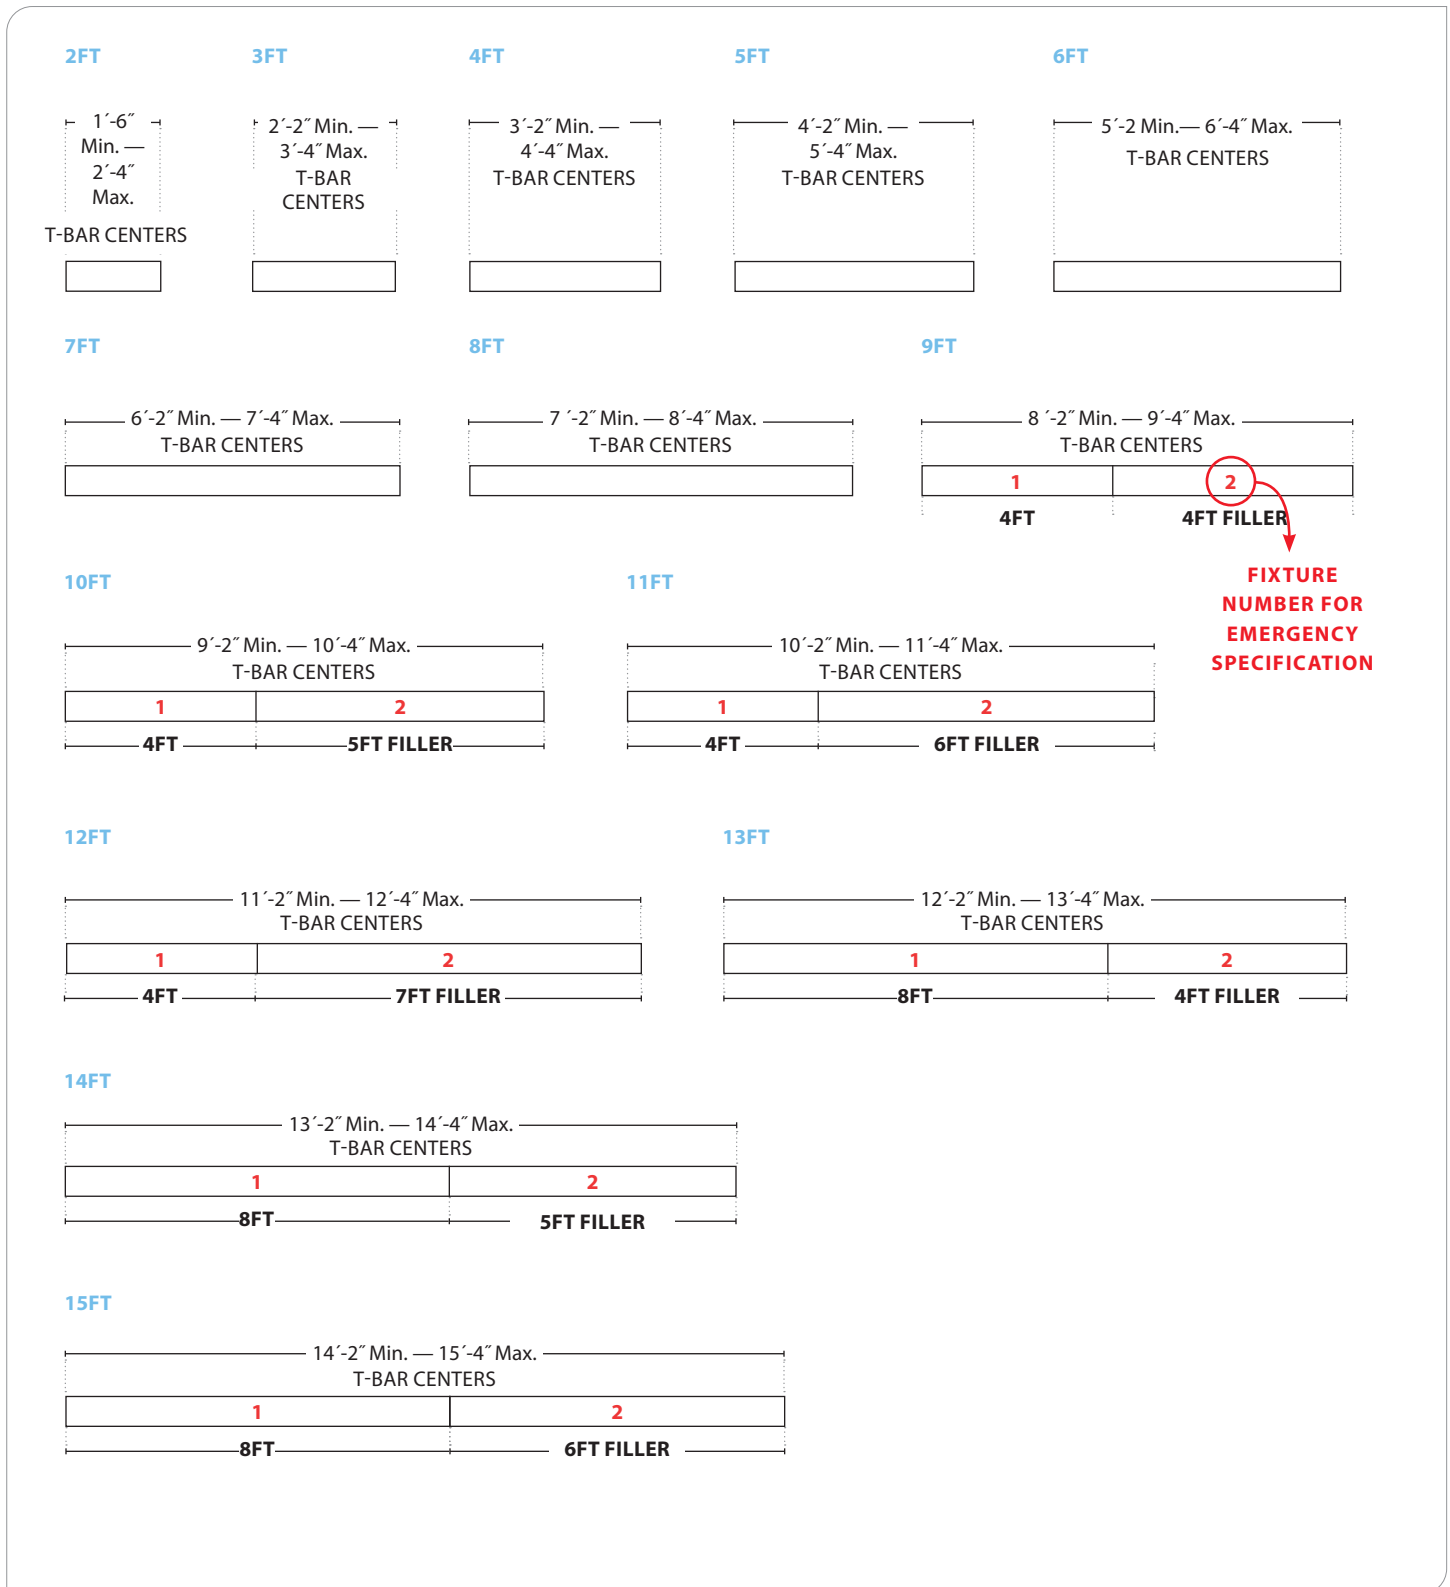 2FT
1´-6˝
Min. —
2´-4˝
Max.
T-BAR CENTERS
3FT
2´-2˝ Min. —
3´-4˝ Max.
T-BAR
CENTERS
4FT
3´-2˝ Min. —
4´-4˝ Max.
T-BAR CENTERS
5FT
4´-2˝ Min. —
5´-4˝ Max.
T-BAR CENTERS
6FT
5´-2 Min.— 6´-4˝ Max.
T-BAR CENTERS
7FT
6´-2˝ Min. — 7´-4˝ Max.
T-BAR CENTERS
8FT
7 ´-2˝ Min. — 8´-4˝ Max.
T-BAR CENTERS
9FT
8 ´-2˝ Min. — 9´-4˝ Max.
T-BAR CENTERS
1 2
4FT 4FT FILLER
FIXTURE
NUMBER FOR
EMERGENCY
SPECIFICATION
10FT
9´-2˝ Min. — 10´-4˝ Max.
T-BAR CENTERS
1 2
4FT 5FT FILLER
11FT
10´-2˝ Min. — 11´-4˝ Max.
T-BAR CENTERS
1 2
4FT 6FT FILLER
12FT
11´-2˝ Min. — 12´-4˝ Max.
T-BAR CENTERS
1 2
4FT 7FT FILLER
13FT
12´-2˝ Min. — 13´-4˝ Max.
T-BAR CENTERS
1 2
8FT 4FT FILLER
14FT
13´-2˝ Min. — 14´-4˝ Max.
T-BAR CENTERS
1 2
8FT 5FT FILLER
15FT
14´-2˝ Min. — 15´-4˝ Max.
T-BAR CENTERS
1 2
8FT 6FT FILLER